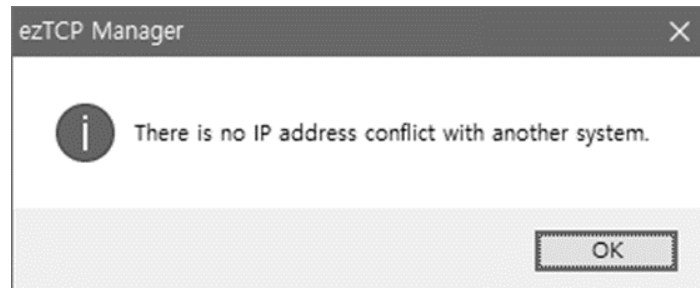 ezTCP Manager
There is no IP address conflict with another system.
OK